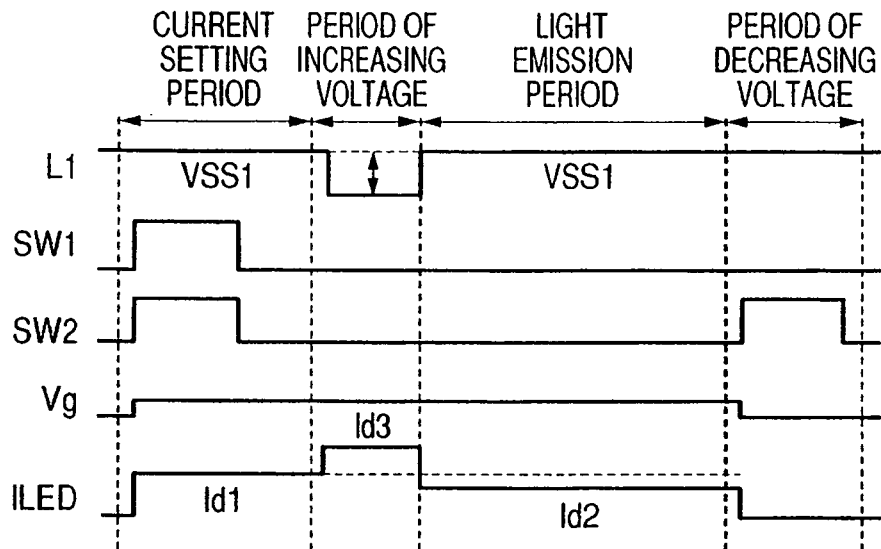 CURRENT SETTING PERIOD
PERIOD OF INCREASING VOLTAGE
LIGHT EMISSION PERIOD
PERIOD OF DECREASING VOLTAGE
L1
VSS1
VSS1
SW1
SW2
Vg
Id3
ILED
Id1
Id2